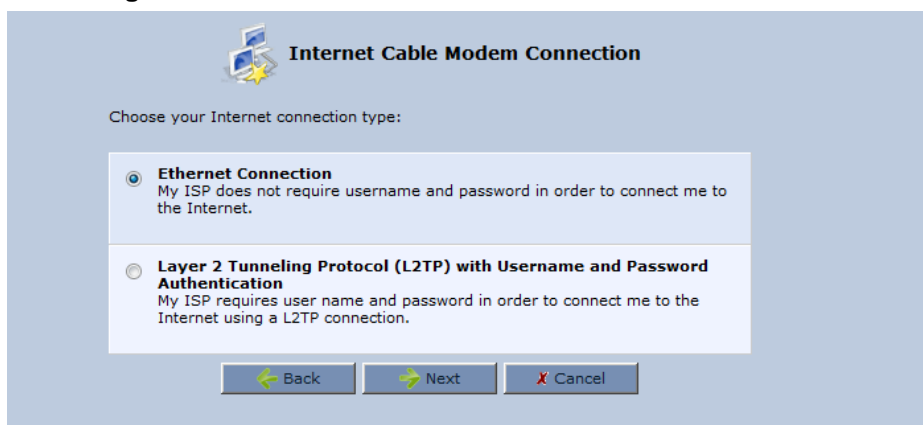 Internet Cable Modem Connection
Choose your Internet connection type:
Ethernet Connection
My ISP does not require username and password in order to connect me to
the Internet.
Layer 2 Tunneling Protocol (L2TP) with Username and Password
Authentication
My ISP requires user name and password in order to connect me to the
Internet using a L2TP connection.
Back Next Cancel